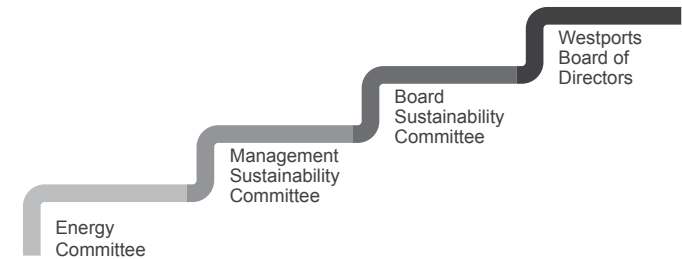 Westports
Board of
Directors
Board
Sustainability
Committee
Management
Sustainability
Committee
Energy
Committee